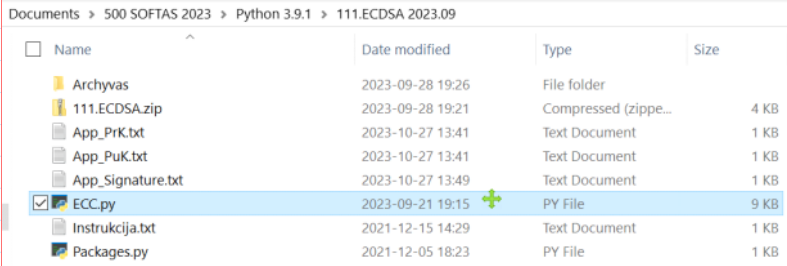 Documents > 500 SOFTAS 2023 > Python 3.9.1 > 111.ECDSA 2023.09
Name Date modified Type Size
Archyvas 2023-09-28 19:26 File folder
111.ECDSA.zip 2023-09-28 19:21 Compressed (zippe... 4 KB
App_PrK.txt 2023-10-27 13:41 Text Document 1 KB
App_PuK.txt 2023-10-27 13:41 Text Document 1 KB
App_Signature.txt 2023-10-27 13:49 Text Document 1 KB
ECC.py 2023-09-21 19:15 PY File 9 KB
Instrukcija.txt 2021-12-15 14:29 Text Document 1 KB
Packages.py 2021-12-05 18:23 PY File 1 KB